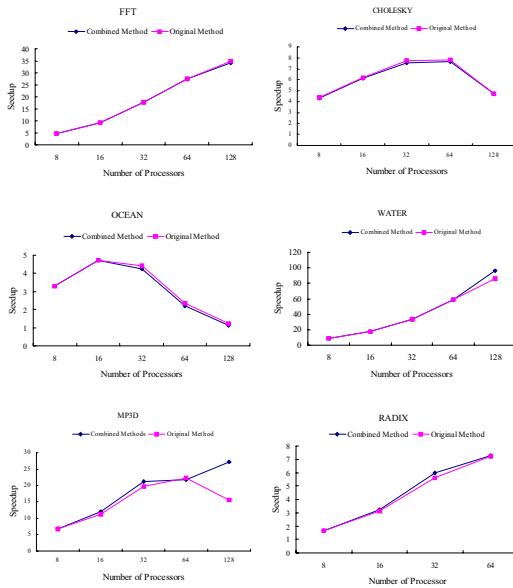 FFT
Combined Method Original Method
40
35
30
25
20
15
10
5
0
Seedup
8 16 32 64 128
Number of Processors
CHOLESKY
Combined Method Original Method
9
8
7
6
5
4
3
2
1
0
Speedup
8 16 32 64 128
Number of Processors
OCEAN
Combined Method Original Method
5
4
3
2
1
0
Speedup
8 16 32 64 128
Number of Processors
WATER
Combined Method Original Method
120
100
80
60
40
20
0
Speedup
8 16 32 64 128
Number of Processors
MP3D
Combined Methods Original Method
30
25
20
15
10
5
0
Speedup
8 16 32 64 128
Number of Processors
RADIX
Combined Method Original Method
8
7
6
5
4
3
2
1
0
Speedup
8 16 32 64
Number of Processor